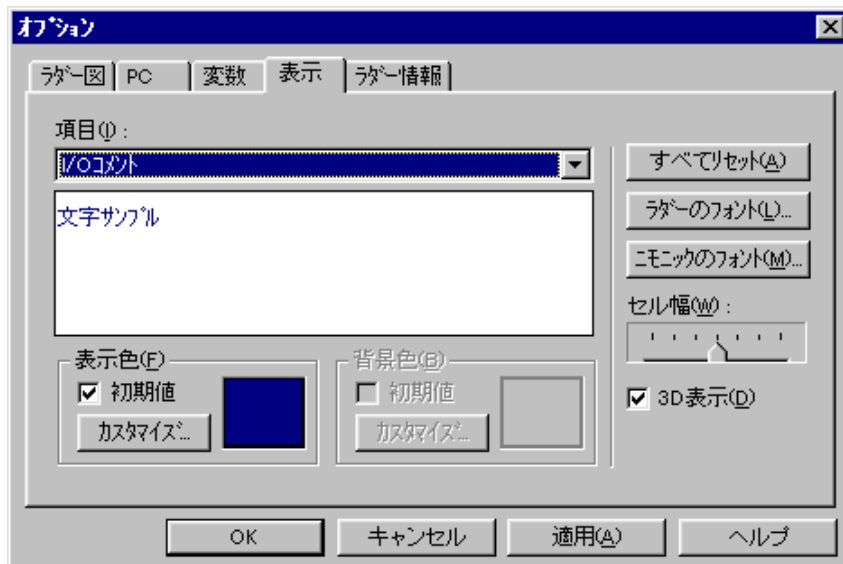 オプション
ラダー図 PC 変数 表示 ラダー情報
項目(I):
I/Oコメント
文字サンプル
すべてリセット(A)
ラダーのフォント(L)...
ニモニックのフォント(M)...
セル幅(W):
表示色(F)
初期値
カスタマイズ...
背景色(B)
初期値
カスタマイズ...
3D表示(D)
OK キャンセル 適用(A) ヘルプ